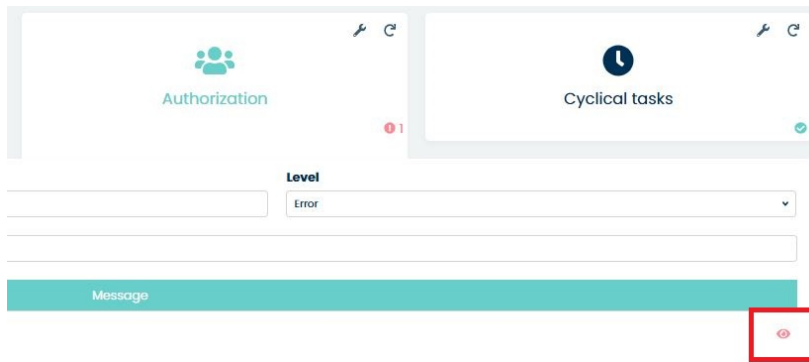 Authorization
Cyclical tasks
1
Level
Error
Message